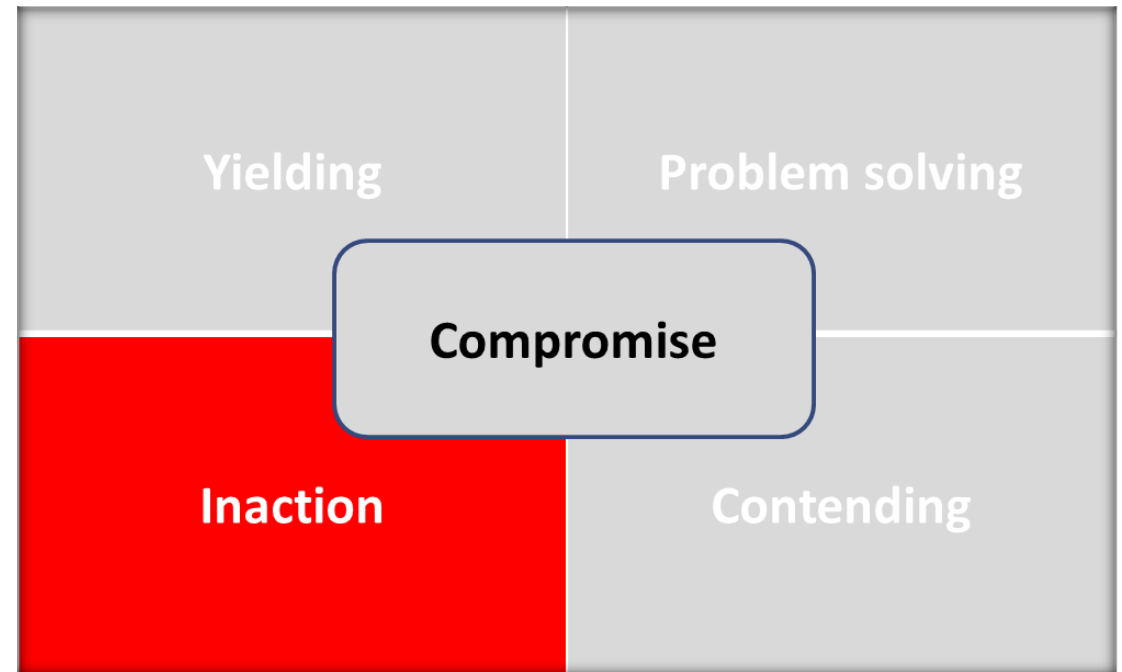 Yielding
Problem solving
Compromise
Inaction
Contending